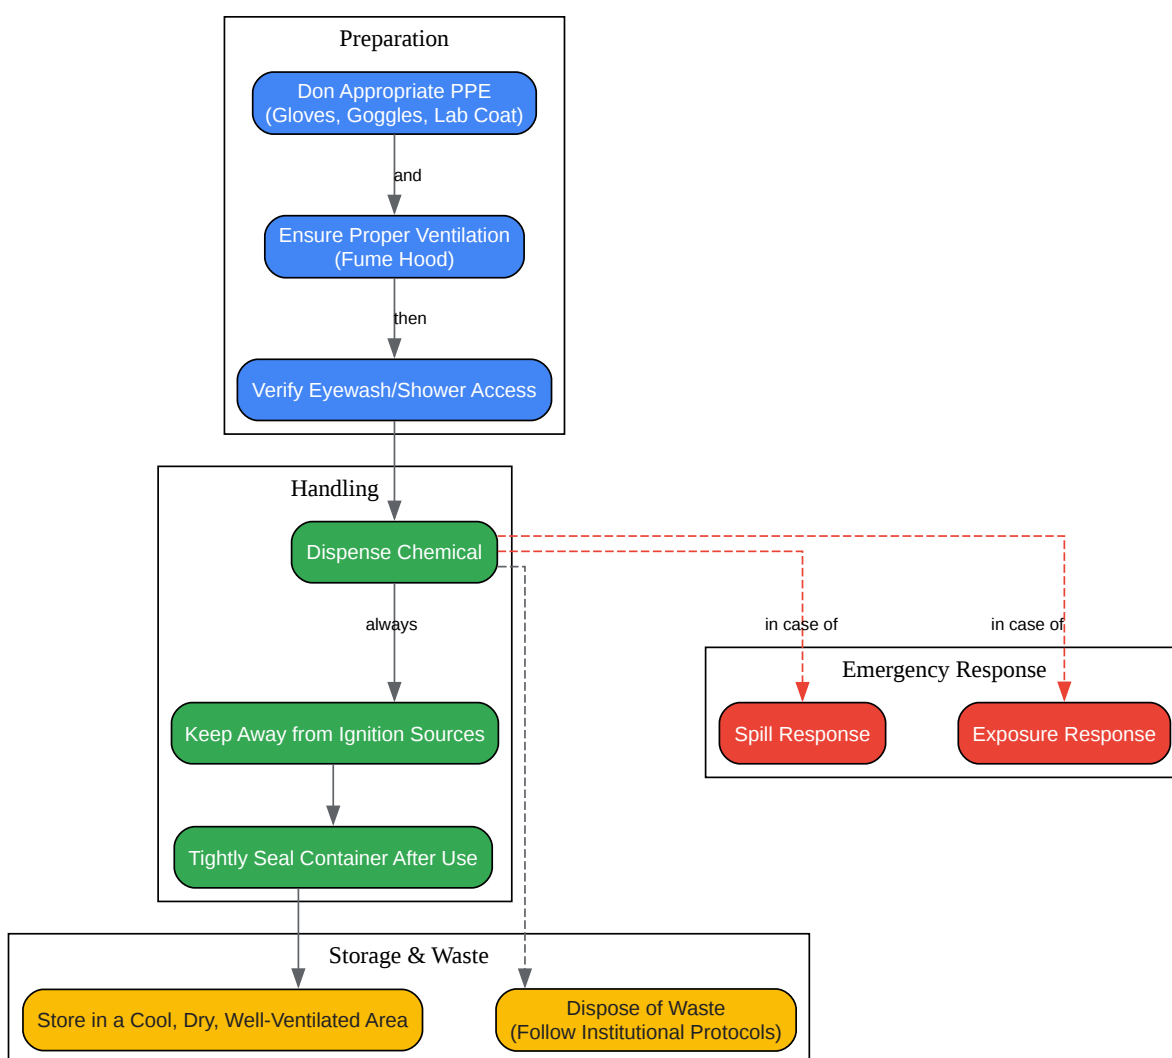 Preparation
Don Appropriate PPE
(Gloves, Goggles, Lab Coat)
and
Ensure Proper Ventilation
(Fume Hood)
then
Verify Eyewash/Shower Access
Handling
Dispense Chemical
always
in case of
in case of
Emergency Response
Keep Away from Ignition Sources
Spill Response
Exposure Response
Tightly Seal Container After Use
Storage & Waste
Store in a Cool, Dry, Well-Ventilated Area
Dispose of Waste
(Follow Institutional Protocols)